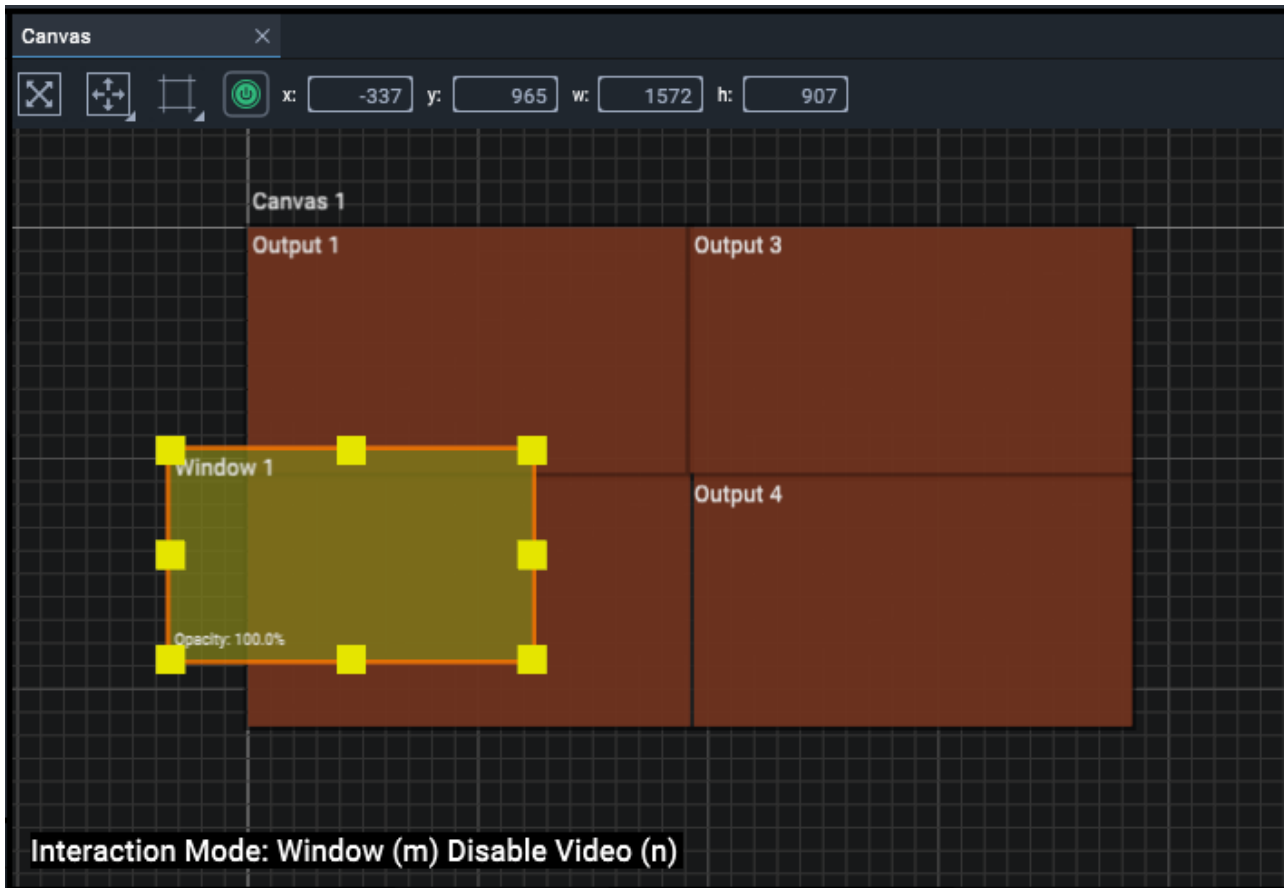 Canvas
x: -337 y: 965 w: 1572 h: 907
Canvas 1
Output 1
Output 3
Window 1
Output 4
Opacity: 100.0%
Interaction Mode: Window (m) Disable Video (n)